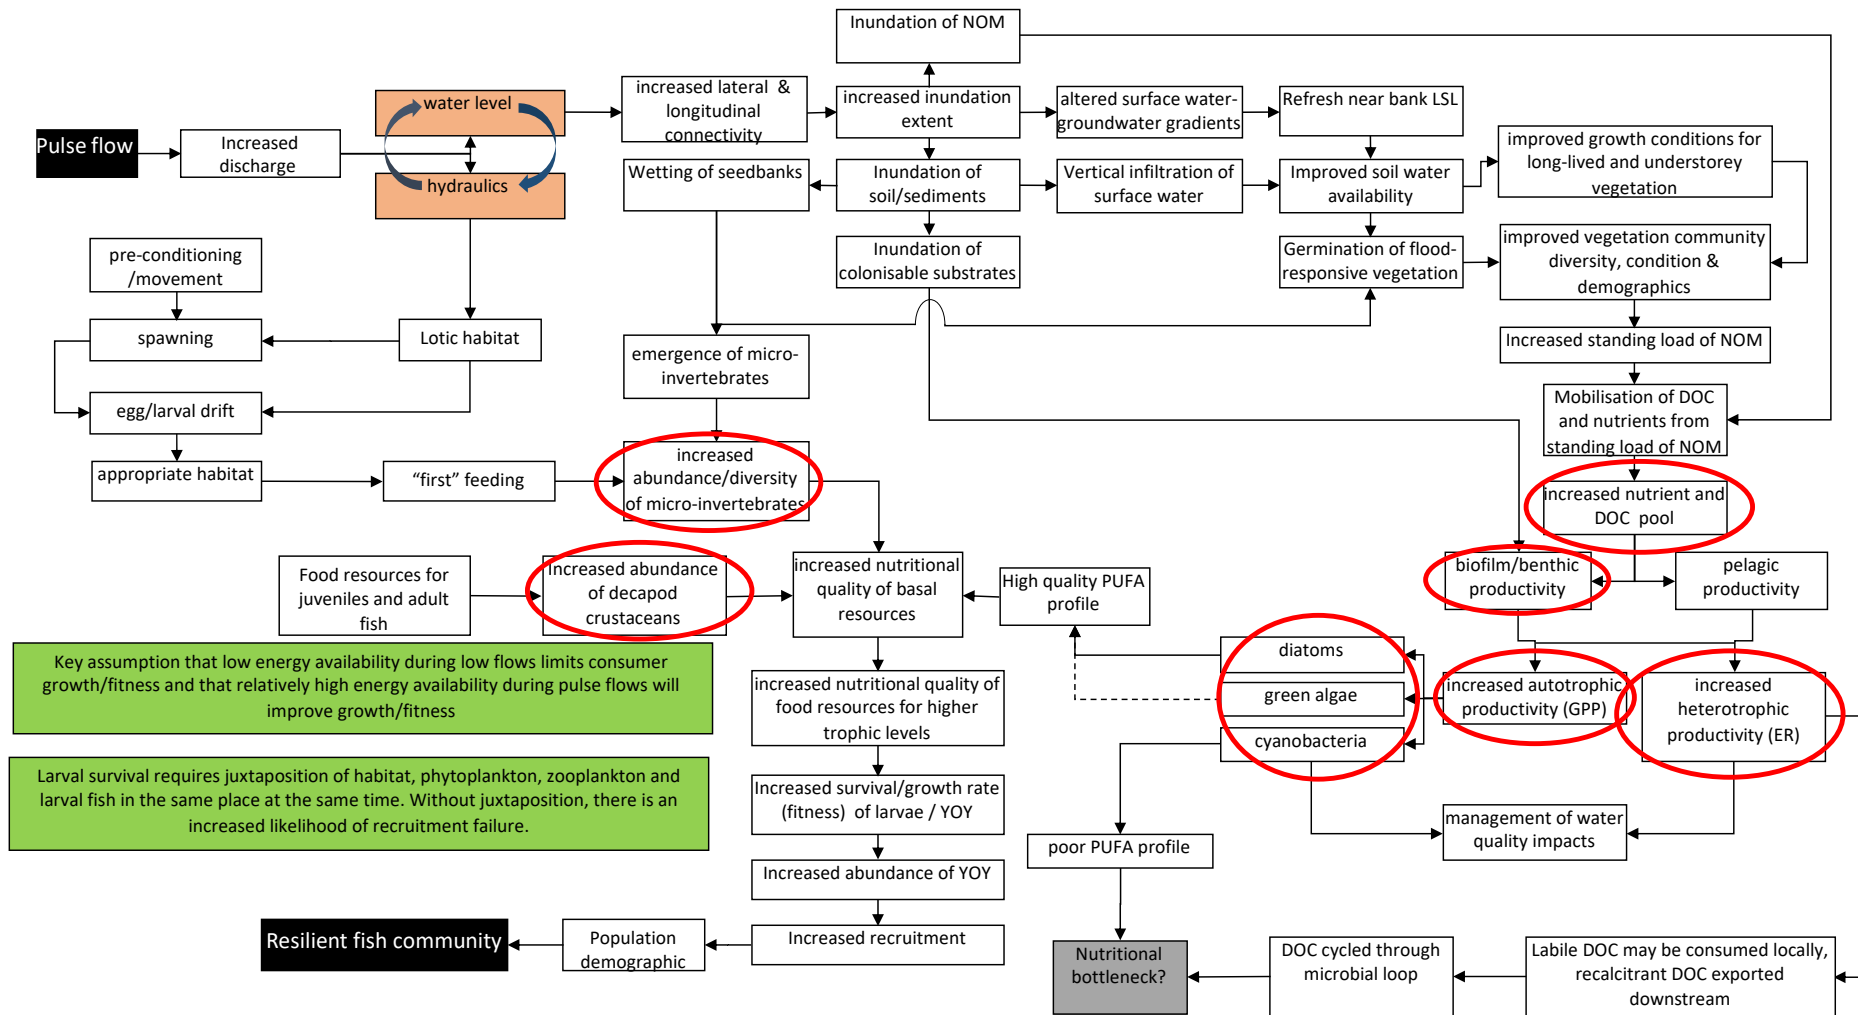 Inundation of NOM
water level
increased lateral &
longitudinal
connectivity
increased inundation
extent
altered surface water-
groundwater gradients
Refresh near bank LSL
Pulse flow
Increased
discharge
improved growth conditions for
long-lived and understorey
vegetation
hydraulics
Wetting of seedbanks
Inundation of
soil/sediments
Vertical infiltration of
surface water
Improved soil water
availability
pre-conditioning
/movement
Inundation of
colonisable substrates
Germination of flood-
responsive vegetation
improved vegetation community
diversity, condition &
demographics
spawning
Lotic habitat
emergence of micro-
invertebrates
Increased standing load of NOM
egg/larval drift
Mobilisation of DOC
and nutrients from
standing load of NOM
appropriate habitat
“first” feeding
increased
abundance/diversity
of micro-invertebrates
increased nutrient and
DOC pool
Food resources for
juveniles and adult
fish
Increased abundance
of decapod
crustaceans
increased nutritional
quality of basal
resources
High quality PUFA
profile
biofilm/benthic
productivity
pelagic
productivity
Key assumption that low energy availability during low flows limits consumer
growth/fitness and that relatively high energy availability during pulse flows will
improve growth/fitness
increased nutritional quality of
food resources for higher
trophic levels
diatoms
green algae
cyanobacteria
increased autotrophic
productivity (GPP)
increased
heterotrophic
productivity (ER)
Larval survival requires juxtaposition of habitat, phytoplankton, zooplankton and
larval fish in the same place at the same time. Without juxtaposition, there is an
increased likelihood of recruitment failure.
Increased survival/growth rate
(fitness) of larvae / YOY
poor PUFA profile
management of water
quality impacts
Increased abundance of YOY
Resilient fish community
Population
demographic
Increased recruitment
Nutritional
bottleneck?
DOC cycled through
microbial loop
Labile DOC may be consumed locally,
recalcitrant DOC exported
downstream